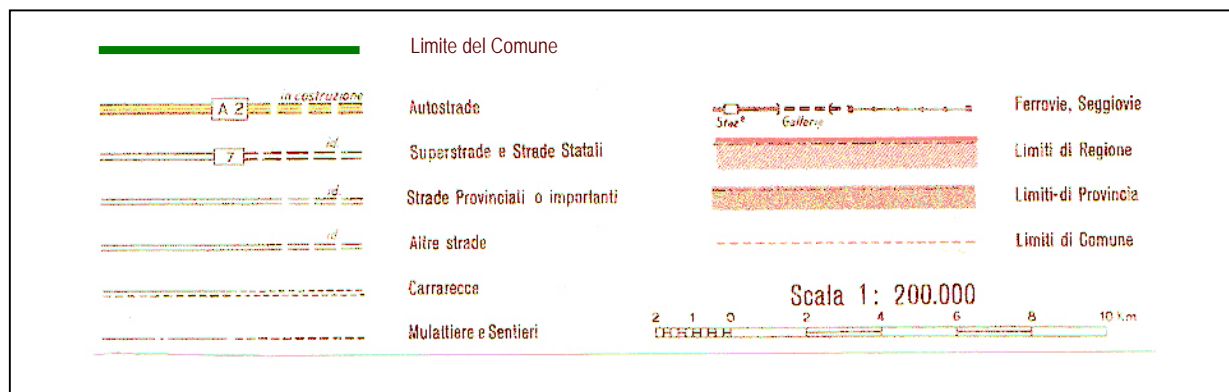 Limite del Comune
in costruzione
A 2
Autostrade
id.
7
Superstrade e Strade Statali
id.
Strade Provinciali o importanti
id.
Altre strade
Carrarecce
Mulattiere e Sentieri
Staz.e
Gallerie
Ferrovie, Seggiovie
Limiti di Regione
Limiti-di Provincia
Limiti di Comune
Scala 1: 200.000
2 1 0 2 4 6 8 10 Km